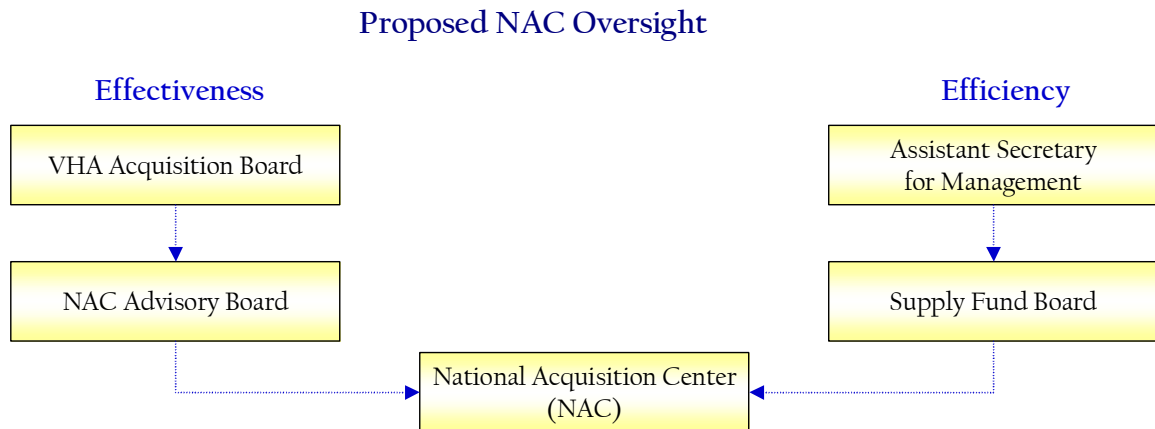 Proposed NAC Oversight
Effectiveness
Efficiency
VHA Acquisition Board
Assistant Secretary
for Management
NAC Advisory Board
Supply Fund Board
National Acquisition Center
(NAC)